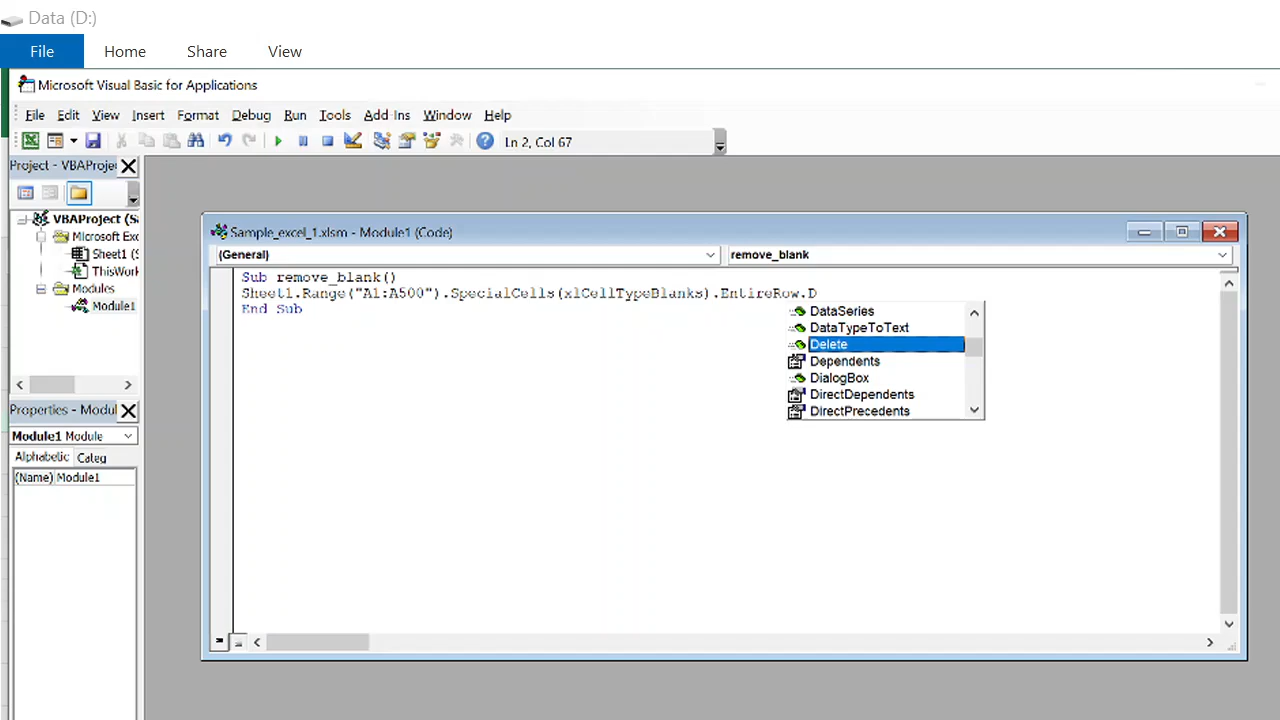 Data (D:)
File Home Share View
Microsoft Visual Basic for Applications
File Edit View Insert Format Debug Run Tools Add Ins Window Help
Ln 2, Col 67
Project - VBAProje
VBAProject (Sa
Microsoft Exc
Sheet1 (S
ThisWork
Modules
Module1
Properties - Modul
Module1 Module
Alphabetic Categ
(Name) Module1
Sample_excel_1.xlsm - Module1 (Code)
(General) remove_blank
Sub remove_blank()
Sheet1.Range("A1:A500").SpecialCells(xlCellTypeBlanks).EntireRow.D
End Sub
DataSeries
DataTypeToText
Delete
Dependents
DialogBox
DirectDependents
DirectPrecedents